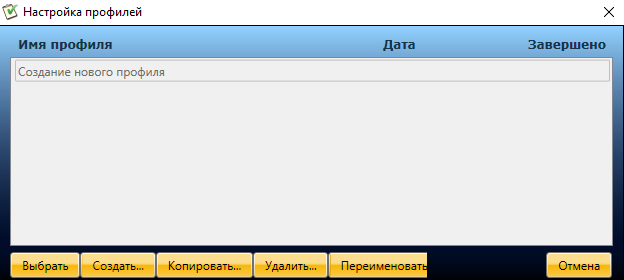 Настройка профилей
Имя профиля Дата Завершено
Создание нового профиля
Выбрать Создать... Копировать... Удалить... Переименовать Отмена